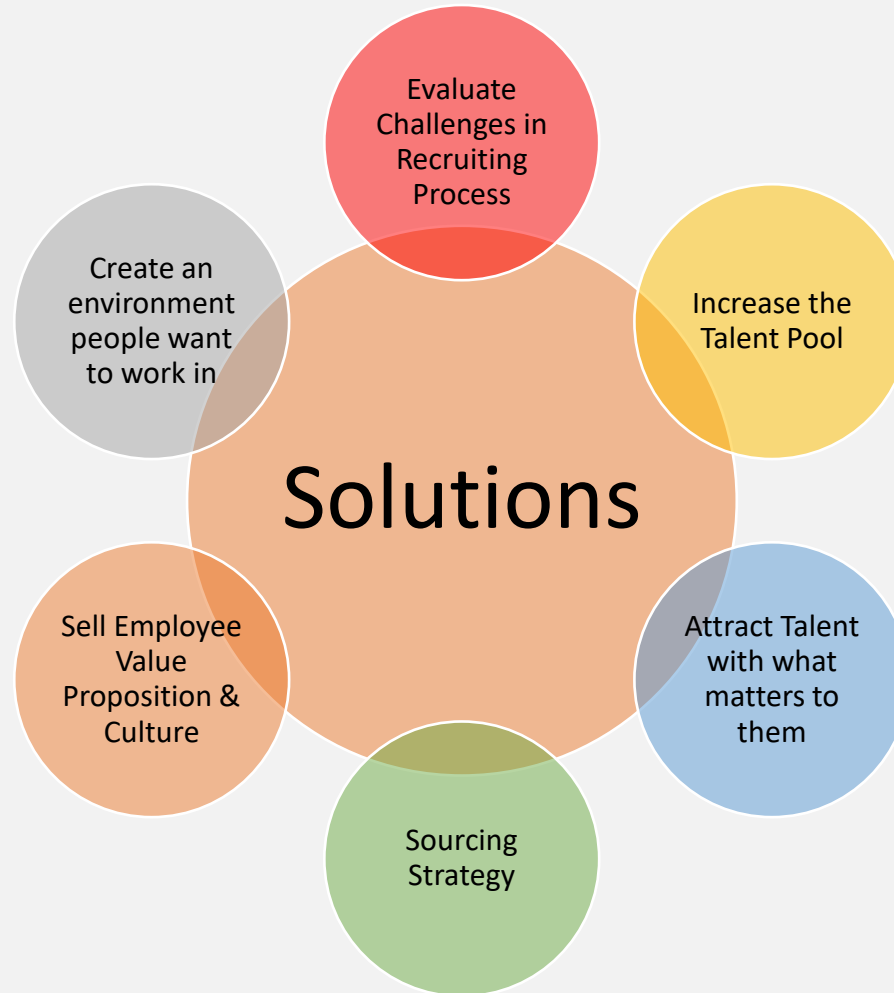 Evaluate
Challenges in
Recruiting
Process
Increase the
Talent Pool
Attract Talent
with what
matters to
them
Sourcing
Strategy
Sell Employee
Value
Proposition &
Culture
Create an
environment
people want
to work in
Solutions